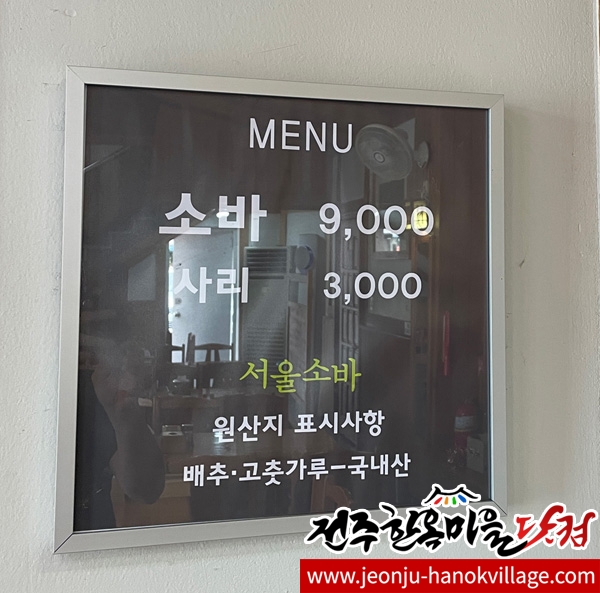 MENU
소바 9,000
사리 3,000
서울소바
원산지 표시사항
배추·고춧가루-국내산
전주한옥마을닷컴
www.jeonju-hanokvillage.com